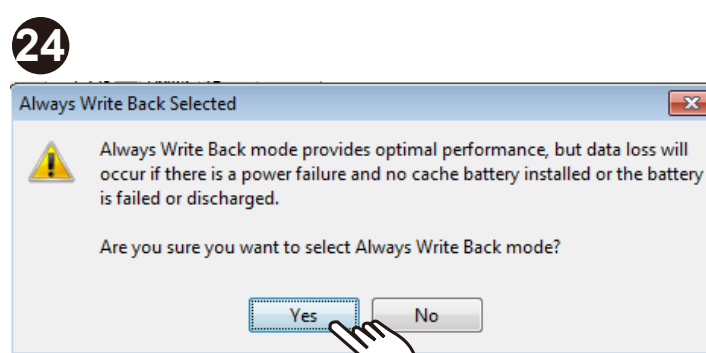 24
Always Write Back Selected
Always Write Back mode provides optimal performance, but data loss will
occur if there is a power failure and no cache battery installed or the battery
is failed or discharged.
Are you sure you want to select Always Write Back mode?
Yes
No